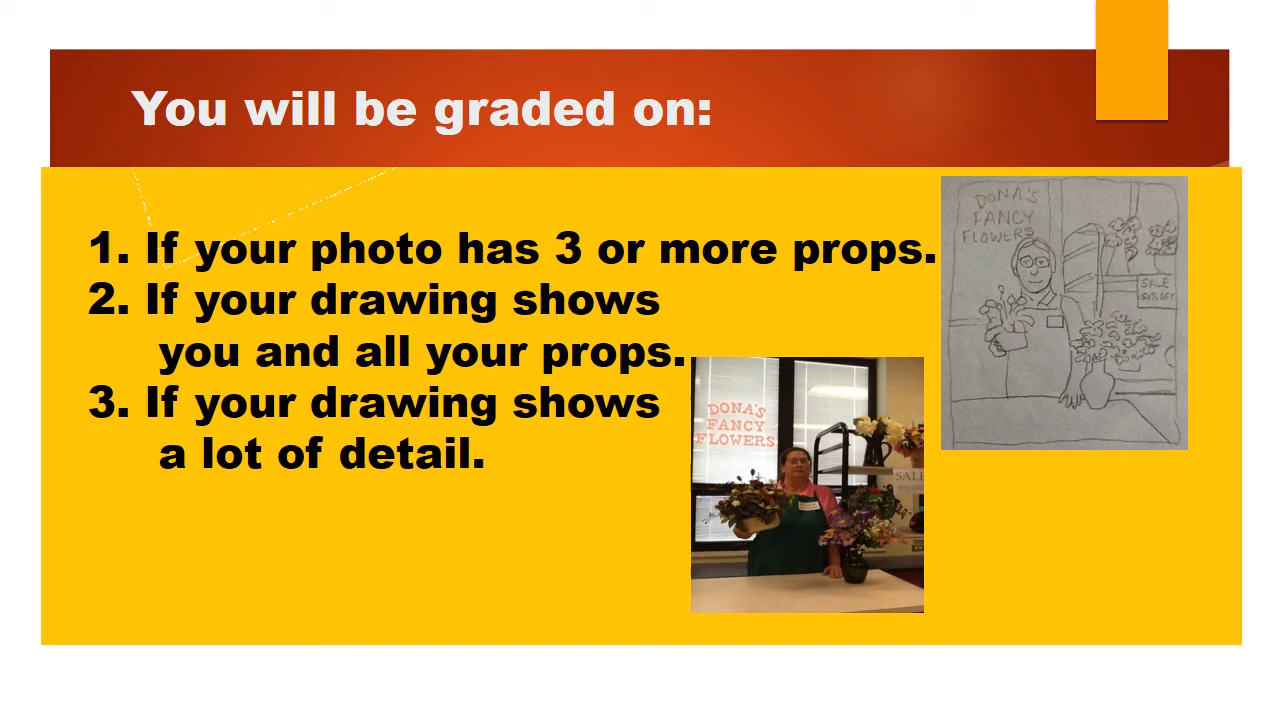 You will be graded on:
1. If your photo has 3 or more props.
2. If your drawing shows
you and all your props.
3. If your drawing shows
a lot of detail.
DONA'S
FANCY
FLOWERS
SALE
50% OFF
DONA'S
FANCY
FLOWERS
SALE